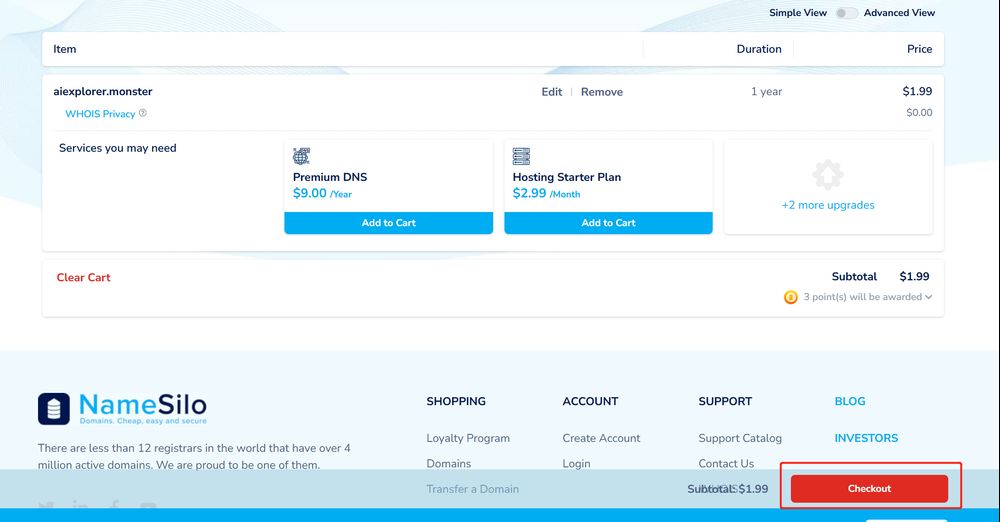 Simple View Advanced View
Item Duration Price
aiexplorer.monster Edit Remove 1 year $1.99
WHOIS Privacy ? $0.00
Services you may need
Premium DNS
$9.00 /Year
Add to Cart
Hosting Starter Plan
$2.99 /Month
Add to Cart
+2 more upgrades
Clear Cart
Subtotal $1.99
3 point(s) will be awarded
NameSilo
Domains. Cheap, easy and secure
There are less than 12 registrars in the world that have over 4
million active domains. We are proud to be one of them.
SHOPPING
Loyalty Program
Domains
Transfer a Domain
ACCOUNT
Create Account
Login
SUPPORT
Support Catalog
Contact Us
WHOIS
BLOG
INVESTORS
Subtotal: $1.99
Checkout